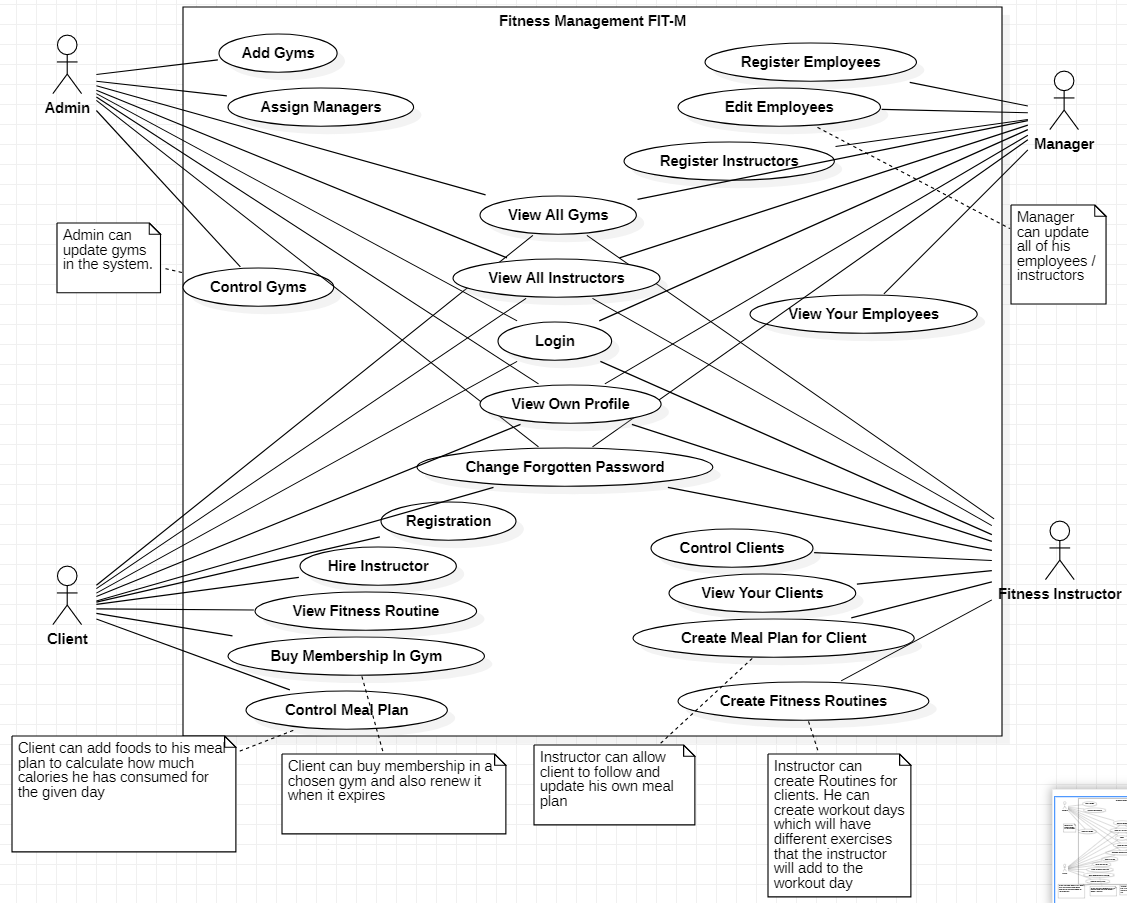 Fitness Management FIT-M
Add Gyms
Register Employees
Admin
Assign Managers
Edit Employees
Manager
Register Instructors
View All Gyms
Manager
can update
all of his
employees /
instructors
Admin can
update gyms
in the system.
View All Instructors
Control Gyms
View Your Employees
Login
View Own Profile
Change Forgotten Password
Registration
Control Clients
Hire Instructor
View Your Clients
Fitness Instructor
View Fitness Routine
Client
Create Meal Plan for Client
Buy Membership In Gym
Create Fitness Routines
Control Meal Plan
Client can add foods to his meal
plan to calculate how much
calories he has consumed for
the given day
Client can buy membership in a
chosen gym and also renew it
when it expires
Instructor can allow
client to follow and
update his own meal
plan
Instructor can
create Routines for
clients. He can
create workout days
which will have
different exercises
that the instructor
will add to the
workout day